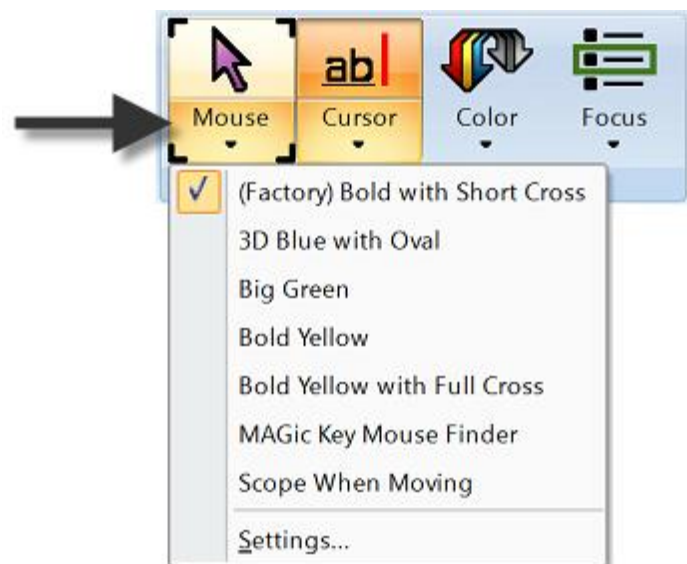 ab
Mouse Cursor Color Focus
(Factory) Bold with Short Cross
3D Blue with Oval
Big Green
Bold Yellow
Bold Yellow with Full Cross
MAGic Key Mouse Finder
Scope When Moving
Settings...